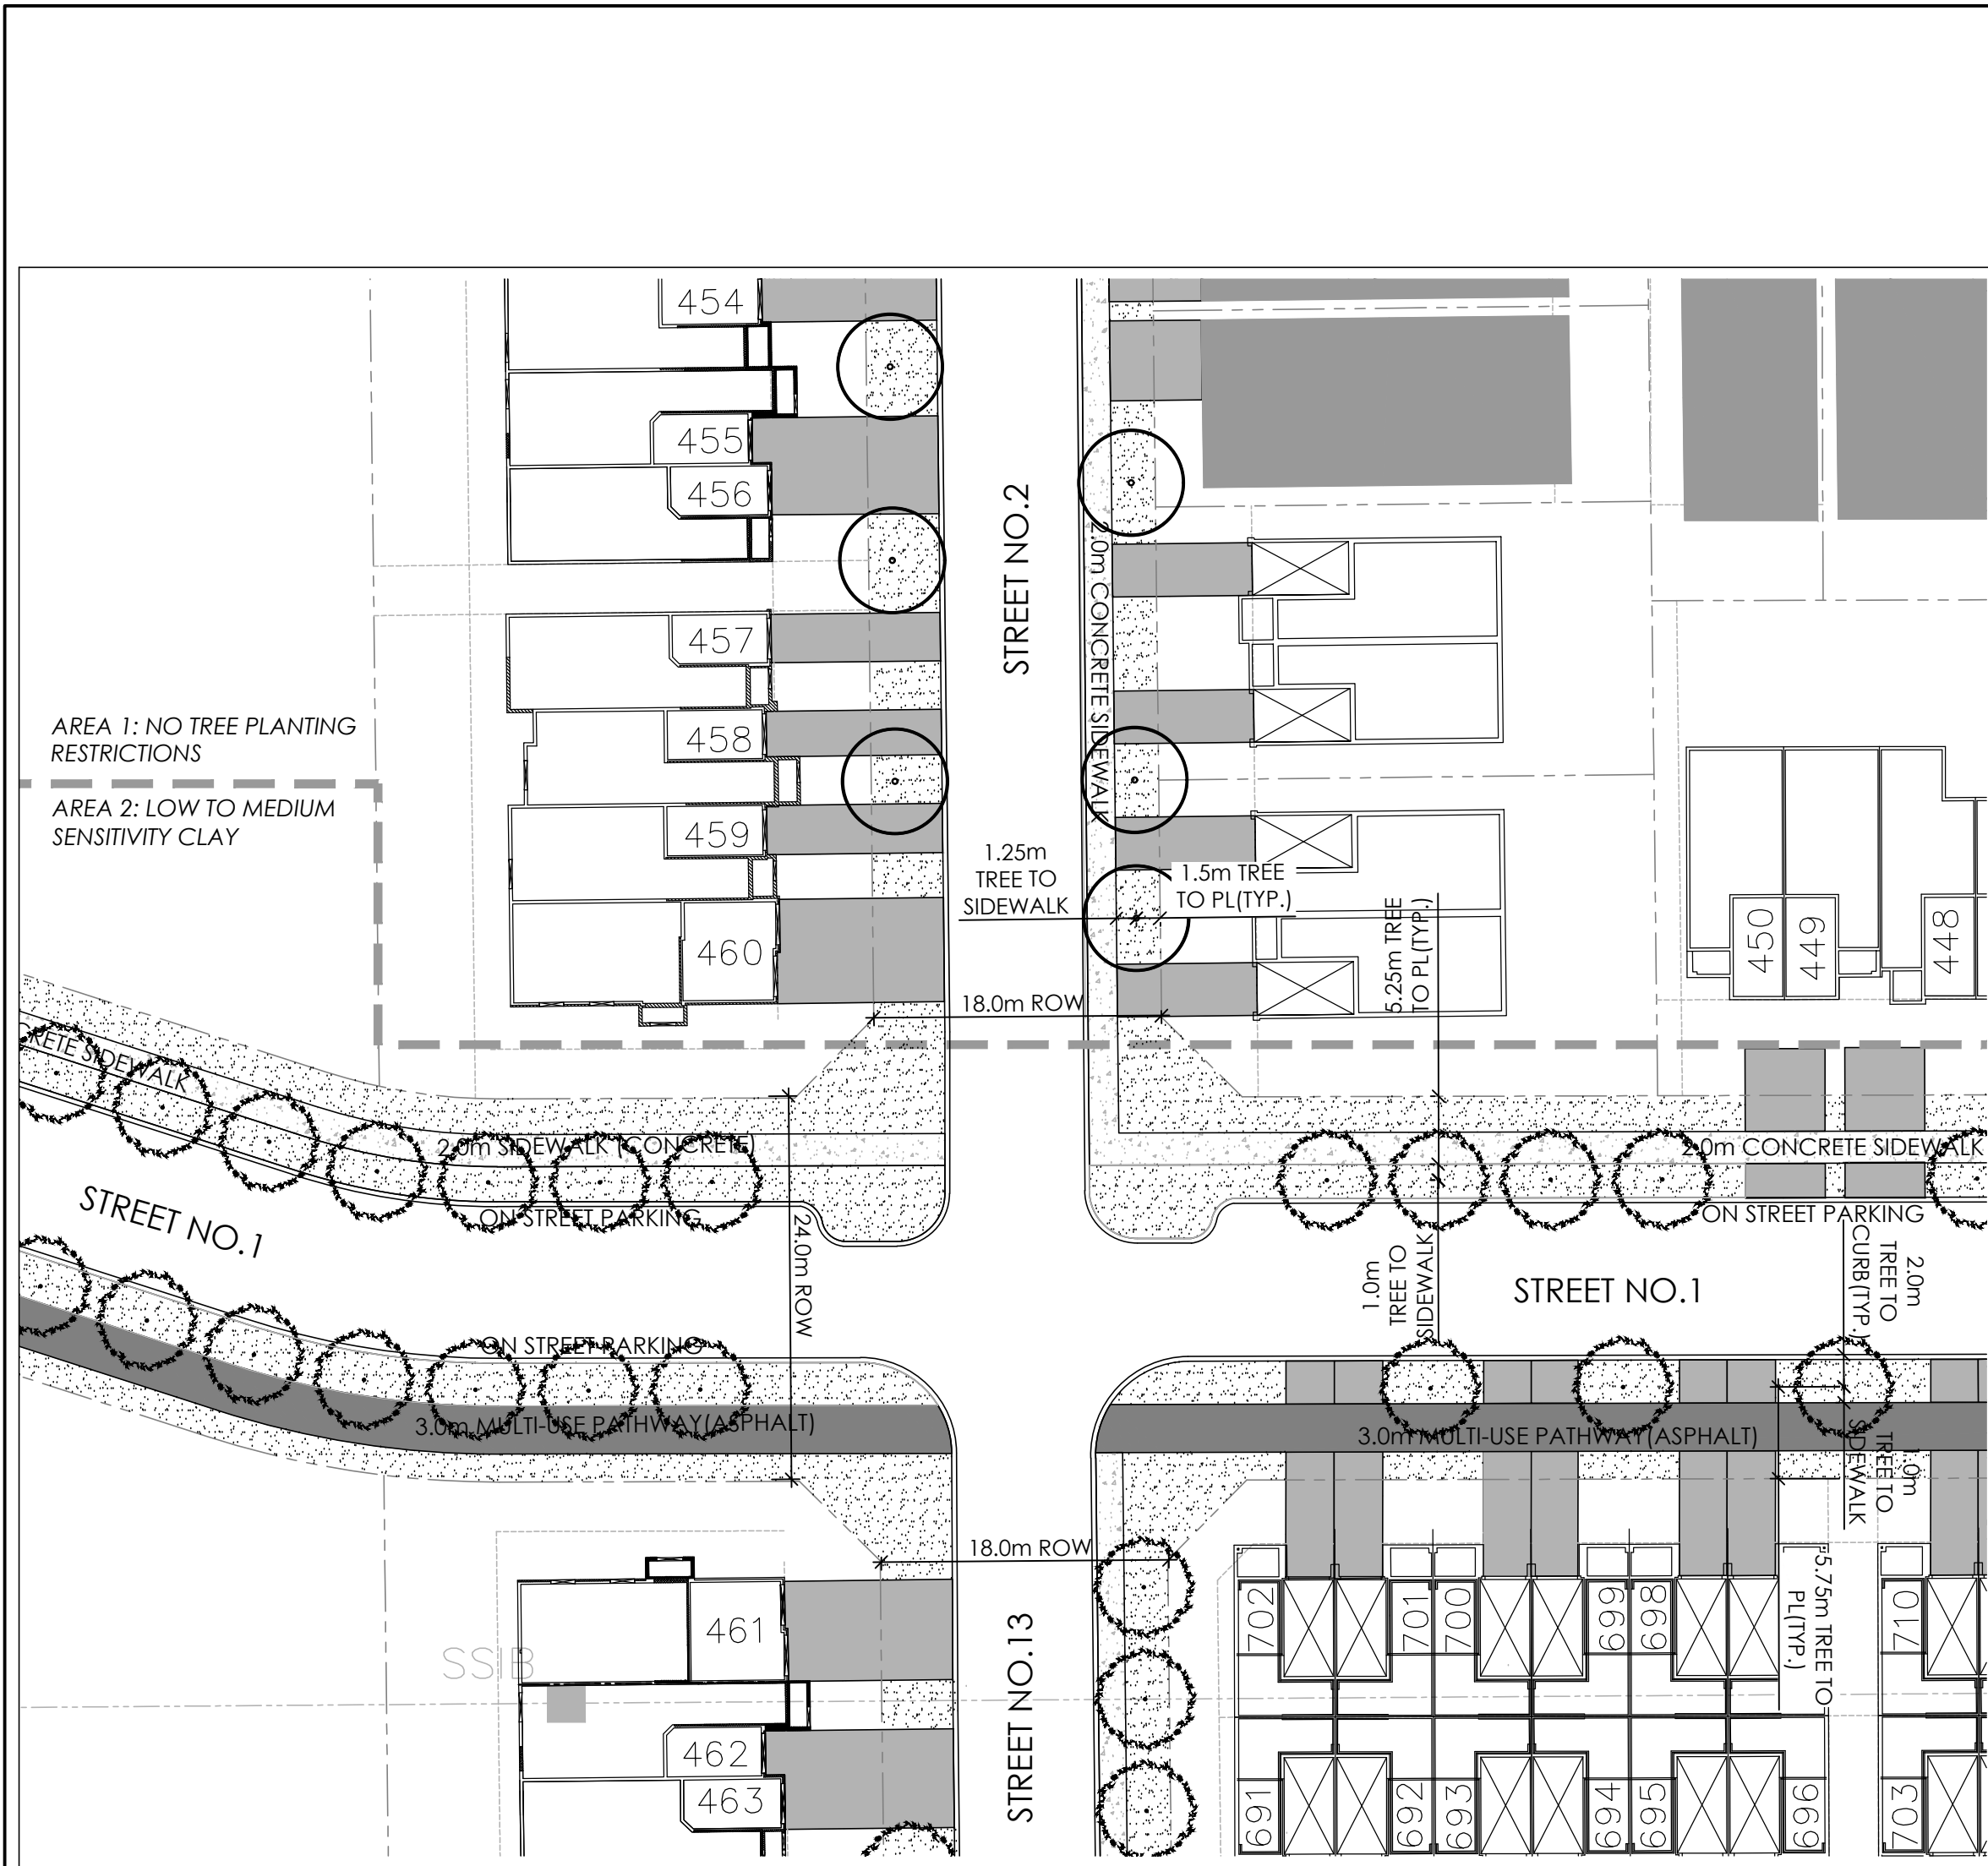 454
455
456
457
458
459
460
STREET NO.2
2.0m CONCRETE SIDEWALK
AREA 1: NO TREE PLANTING
RESTRICTIONS
AREA 2: LOW TO MEDIUM
SENSITIVITY CLAY
1.25m
TREE TO
SIDEWALK
1.5m TREE
TO PL(TYP.)
5.25m TREE
TO PL(TYP.)
450
449
448
18.0m ROW
CRETE SIDEWALK
2.0m SIDEWALK (CONCRETE)
2.0m CONCRETE SIDEWALK
ON STREET PARKING
ON STREET PARKING
STREET NO.1
24.0m ROW
1.0m
TREE TO
SIDEWALK
STREET NO.1
2.0m
TREE TO
CURB(TYP.)
ON STREET PARKING
3.0m MULTI-USE PATHWAY(ASPHALT)
3.0m MULTI-USE PATHWAY(ASPHALT)
1.0m
TREE TO
SIDEWALK
18.0m ROW
5.75m TREE TO
PL(TYP.)
461
462
463
SSIB
STREET NO.13
702
701
700
699
698
710
691
692
693
694
695
696
703